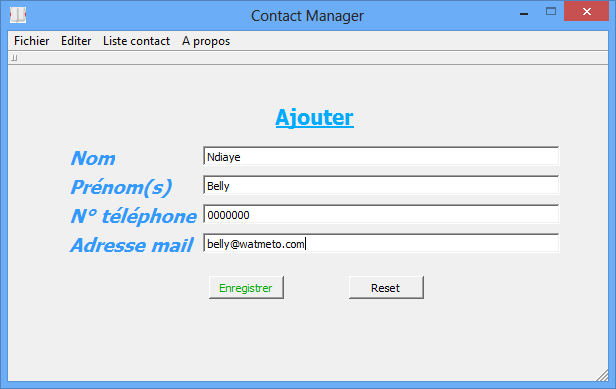 Contact Manager
Fichier Editer Liste contact A propos
Ajouter
Nom Ndiaye
Prénom(s) Belly
N° téléphone 0000000
Adresse mail belly@watmeto.com
Enregistrer Reset